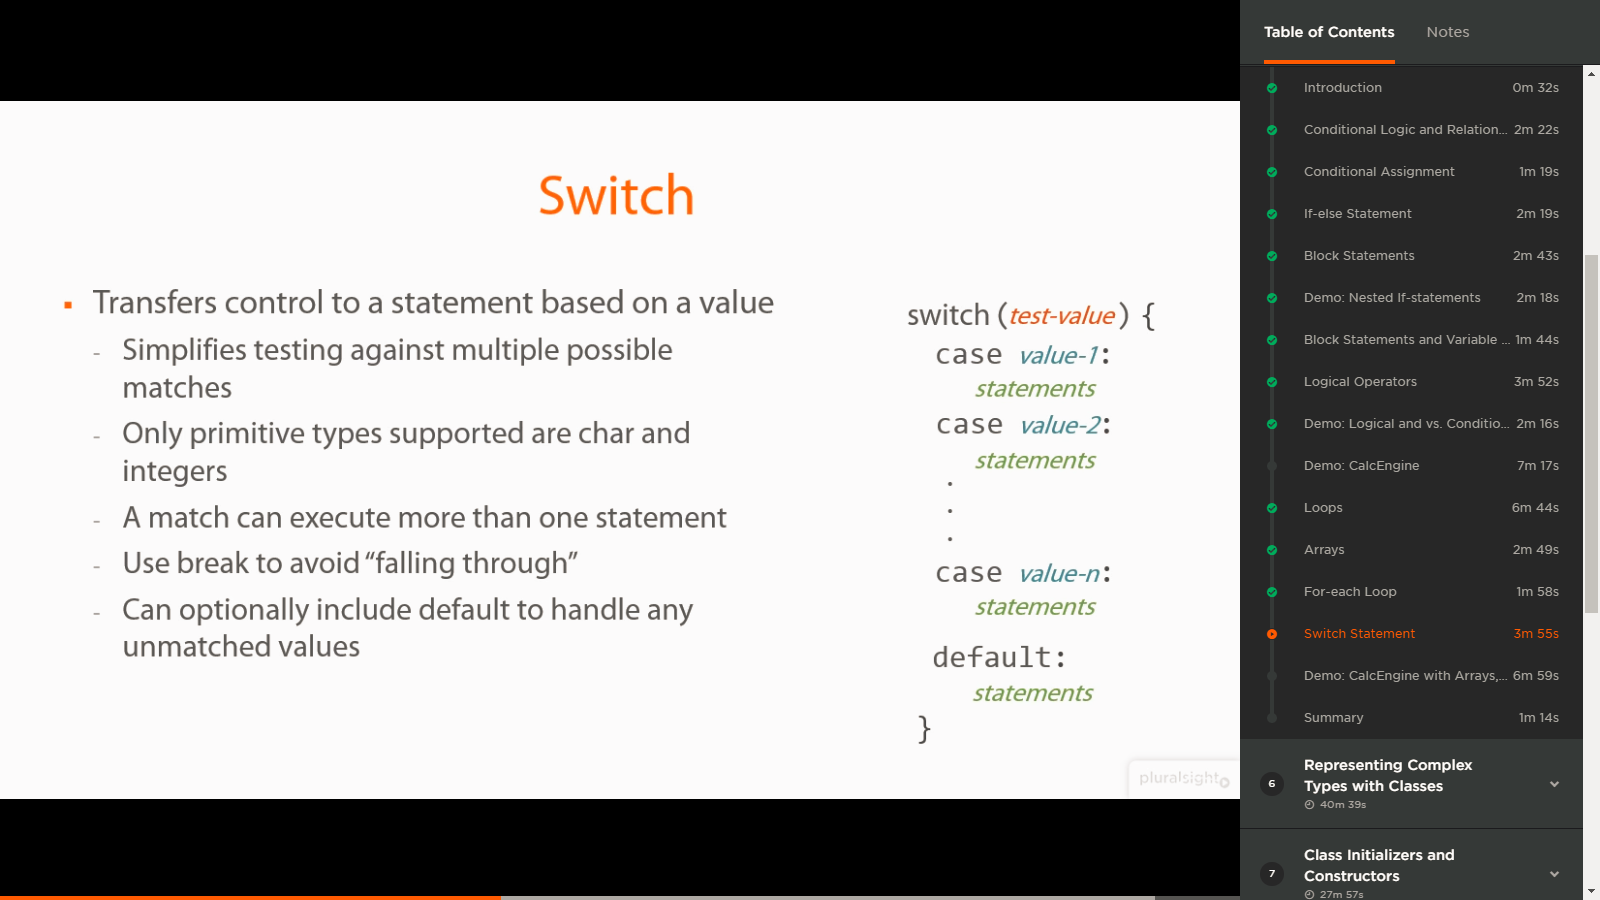 Switch
▪ Transfers control to a statement based on a value
- Simplifies testing against multiple possible
matches
- Only primitive types supported are char and
integers
- A match can execute more than one statement
- Use break to avoid “falling through”
- Can optionally include default to handle any
unmatched values
switch (test-value) {
case value-1:
statements
case value-2:
statements
.
.
.
case value-n:
statements
default:
statements
}
pluralsight
Table of Contents Notes
Introduction 0m 32s
Conditional Logic and Relation... 2m 22s
Conditional Assignment 1m 19s
If-else Statement 2m 19s
Block Statements 2m 43s
Demo: Nested If-statements 2m 18s
Block Statements and Variable ... 1m 44s
Logical Operators 3m 52s
Demo: Logical and vs. Conditio... 2m 16s
Demo: CalcEngine 7m 17s
Loops 6m 44s
Arrays 2m 49s
For-each Loop 1m 58s
Switch Statement 3m 55s
Demo: CalcEngine with Arrays,... 6m 59s
Summary 1m 14s
6 Representing Complex
Types with Classes
40m 39s
7 Class Initializers and
Constructors
27m 57s